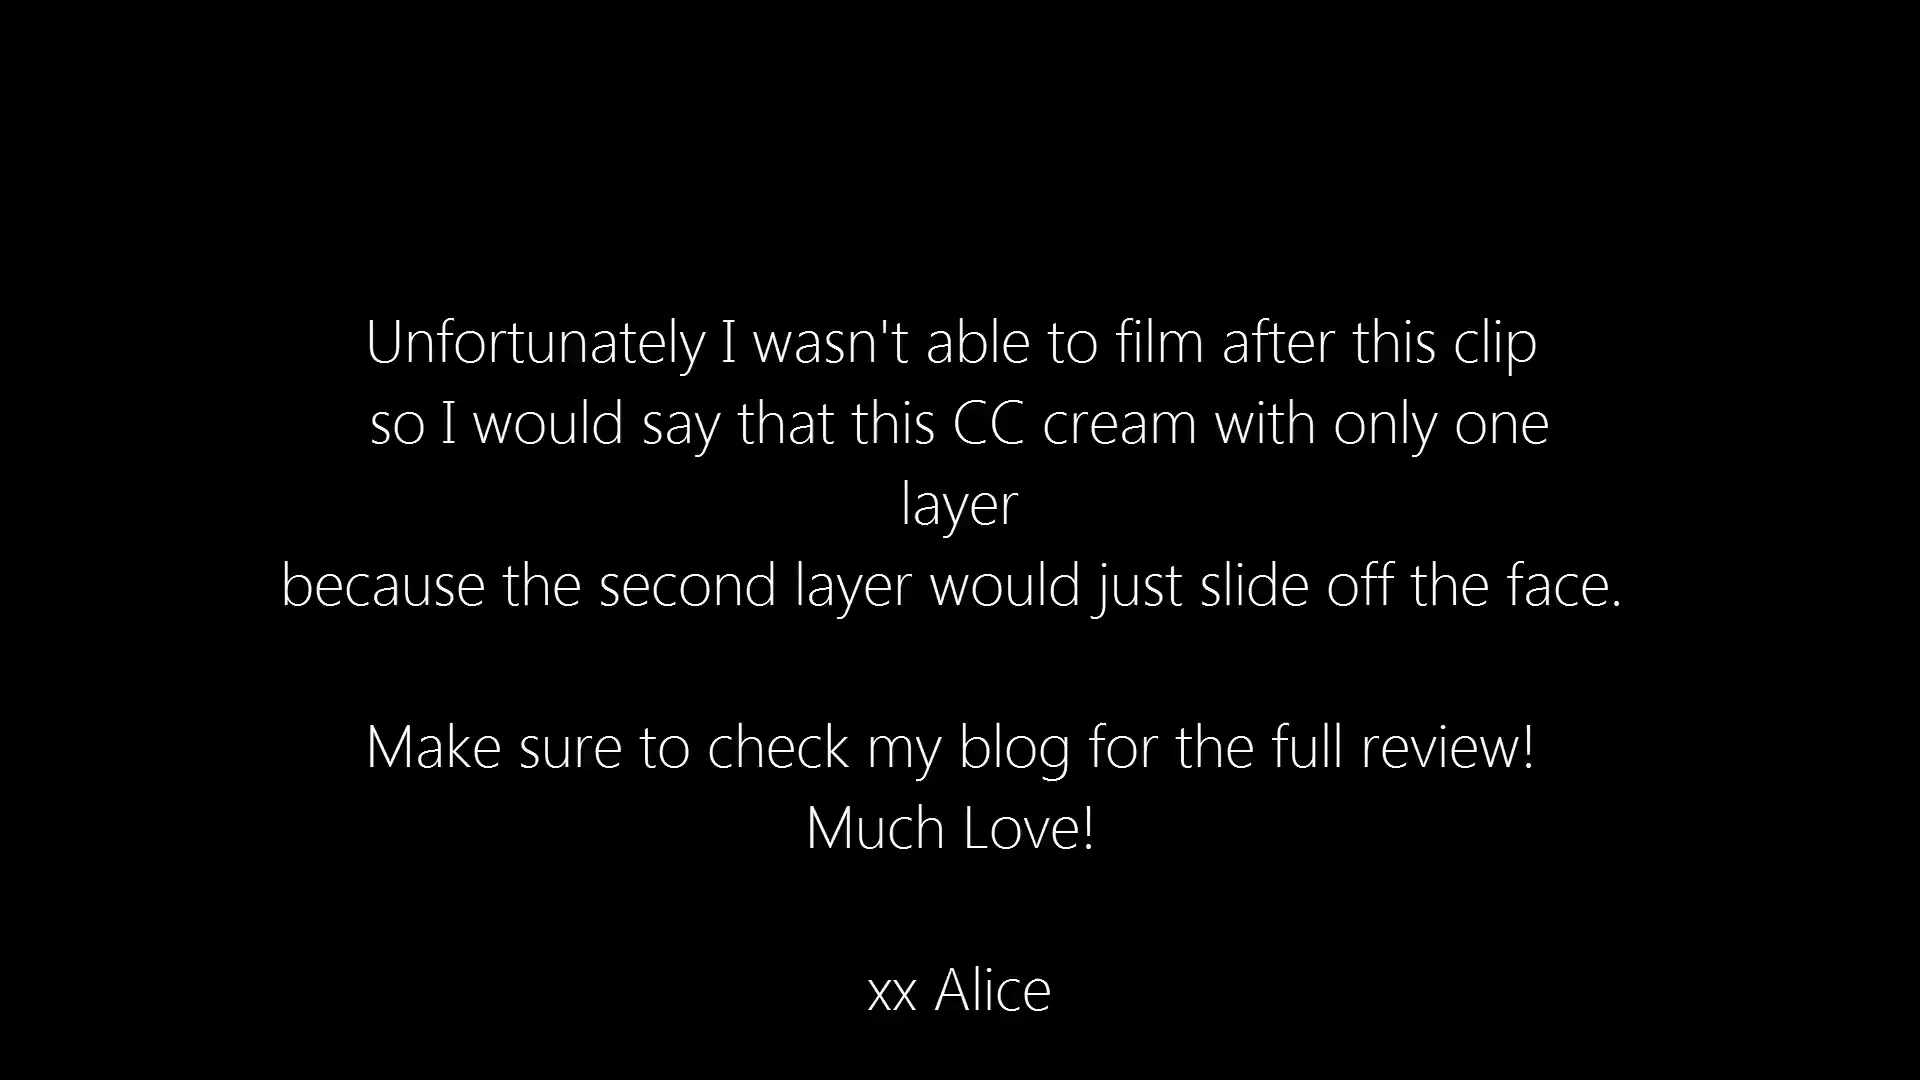 Unfortunately I wasn't able to film after this clip
so I would say that this CC cream with only one
layer
because the second layer would just slide off the face.
Make sure to check my blog for the full review!
Much Love!
xx Alice